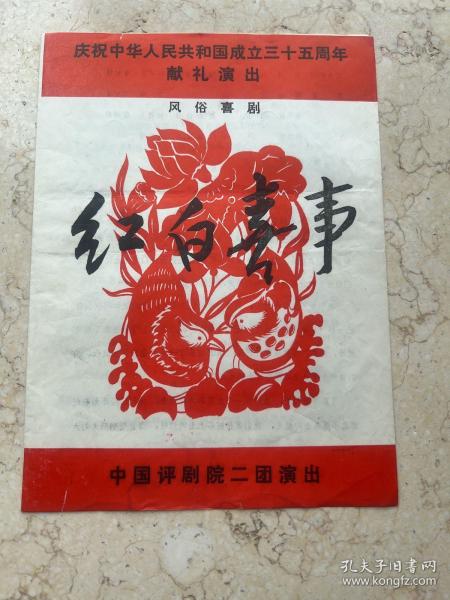 庆祝中华人民共和国成立三十五周年
献礼演出
风俗喜剧
红白喜事
中国评剧院二团演出
孔夫子旧书网
www.kongfz.com